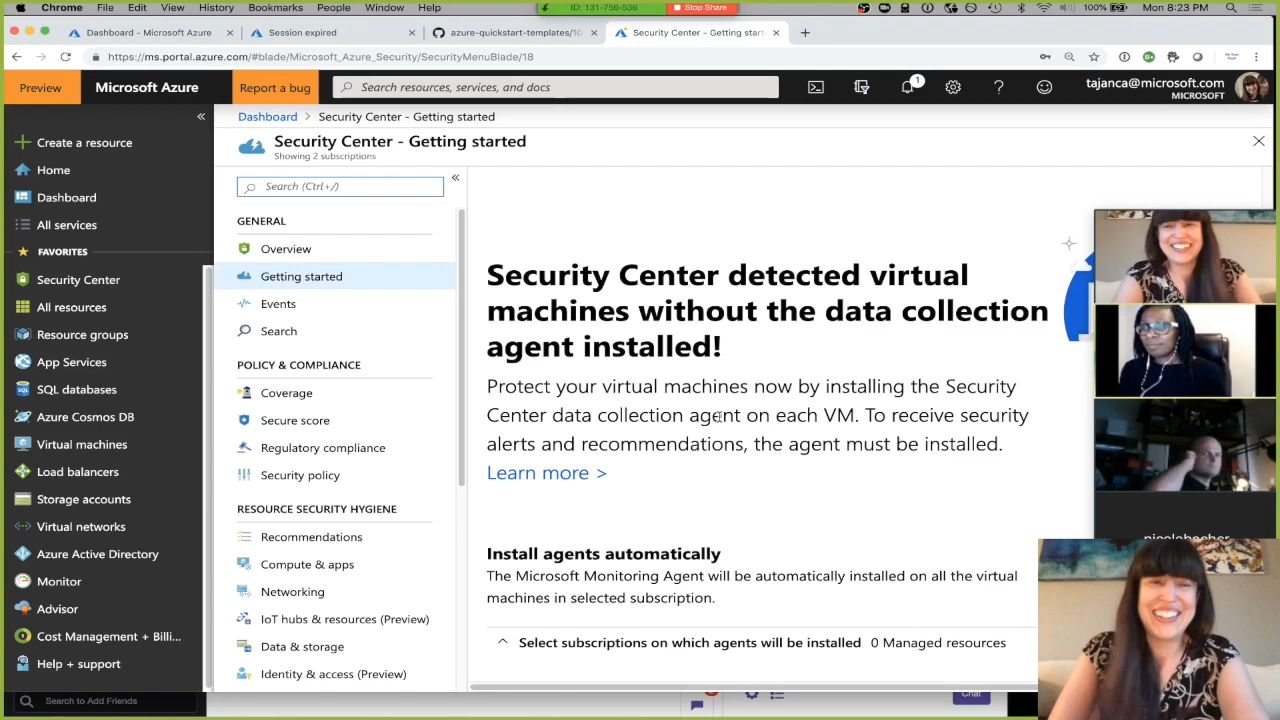 Chrome File Edit View History Bookmarks People Window Help
ID: 131-756-536 Stop Share
100% Mon 8:23 PM
Dashboard - Microsoft Azure
Session expired
azure-quickstart-templates/10
Security Center - Getting start
https://ms.portal.azure.com/#blade/Microsoft_Azure_Security/SecurityMenuBlade/18
Preview
Microsoft Azure
Report a bug
Search resources, services, and docs
1
tajanca@microsoft.com
MICROSOFT
Create a resource
Home
Dashboard
All services
FAVORITES
Security Center
All resources
Resource groups
App Services
SQL databases
Azure Cosmos DB
Virtual machines
Load balancers
Storage accounts
Virtual networks
Azure Active Directory
Monitor
Advisor
Cost Management + Billi...
Help + support
Search to Add Friends
Dashboard > Security Center - Getting started
Security Center - Getting started
Showing 2 subscriptions
Search (Ctrl+/)
GENERAL
Overview
Getting started
Events
Search
POLICY & COMPLIANCE
Coverage
Secure score
Regulatory compliance
Security policy
RESOURCE SECURITY HYGIENE
Recommendations
Compute & apps
Networking
IoT hubs & resources (Preview)
Data & storage
Identity & access (Preview)
Security Center detected virtual
machines without the data collection
agent installed!
Protect your virtual machines now by installing the Security
Center data collection agent on each VM. To receive security
alerts and recommendations, the agent must be installed.
Learn more >
Install agents automatically
The Microsoft Monitoring Agent will be automatically installed on all the virtual
machines in selected subscription.
Select subscriptions on which agents will be installed 0 Managed resources
Chat